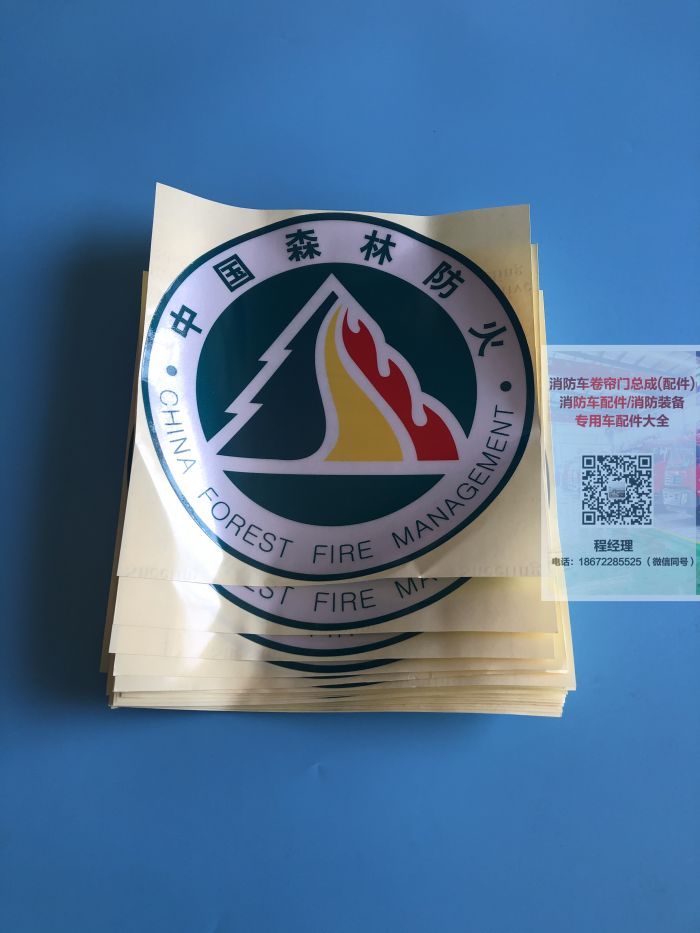 中国森林防火
CHINA FOREST FIRE MANAGEMENT
EST FIRE MA
消防车卷帘门总成(配件)
消防车配件/消防装备
专用车配件大全
程经理
电话：18672285525（微信同号）